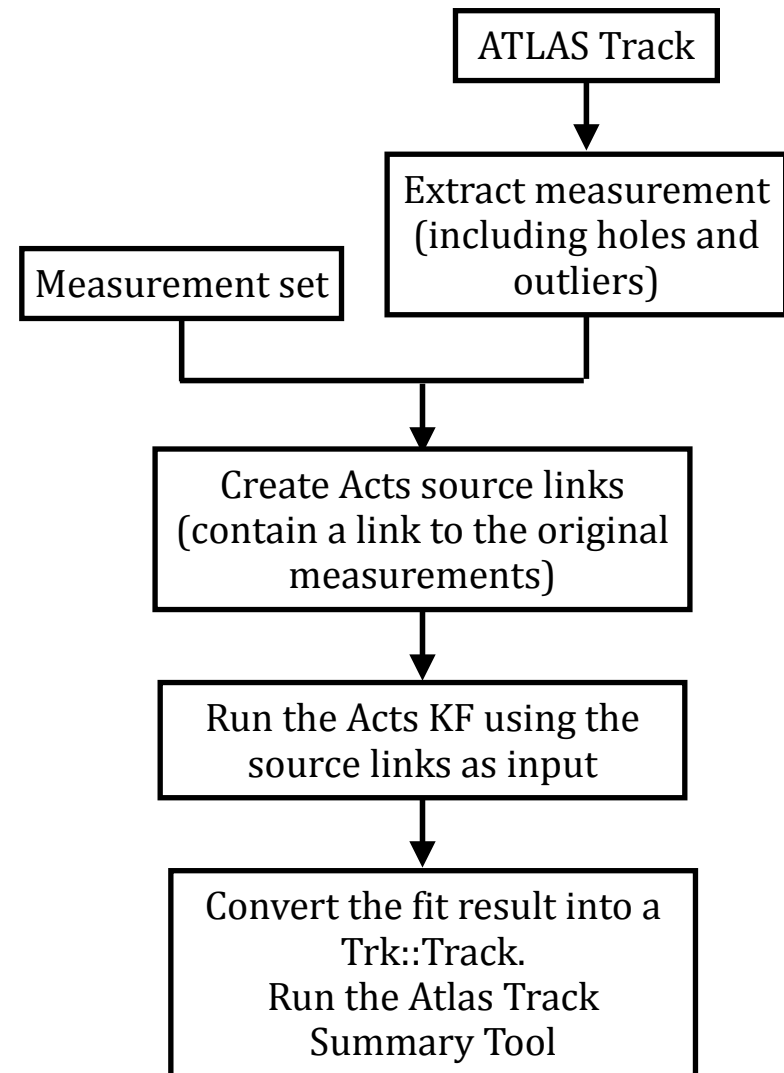 ATLAS Track
Extract measurement
(including holes and
outliers)
Measurement set
Create Acts source links
(contain a link to the original
measurements)
Run the Acts KF using the
source links as input
Convert the fit result into a
Trk::Track.
Run the Atlas Track
Summary Tool